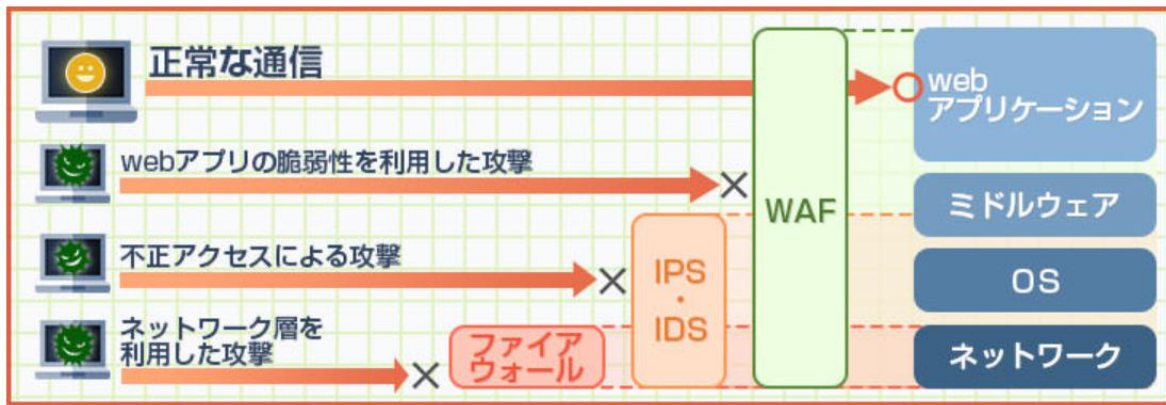 正常な通信
webアプリの脆弱性を利用した攻撃
不正アクセスによる攻撃
ネットワーク層を
利用した攻撃
ファイア
ウォール
IPS
・
IDS
WAF
web
アプリケーション
ミドルウェア
OS
ネットワーク